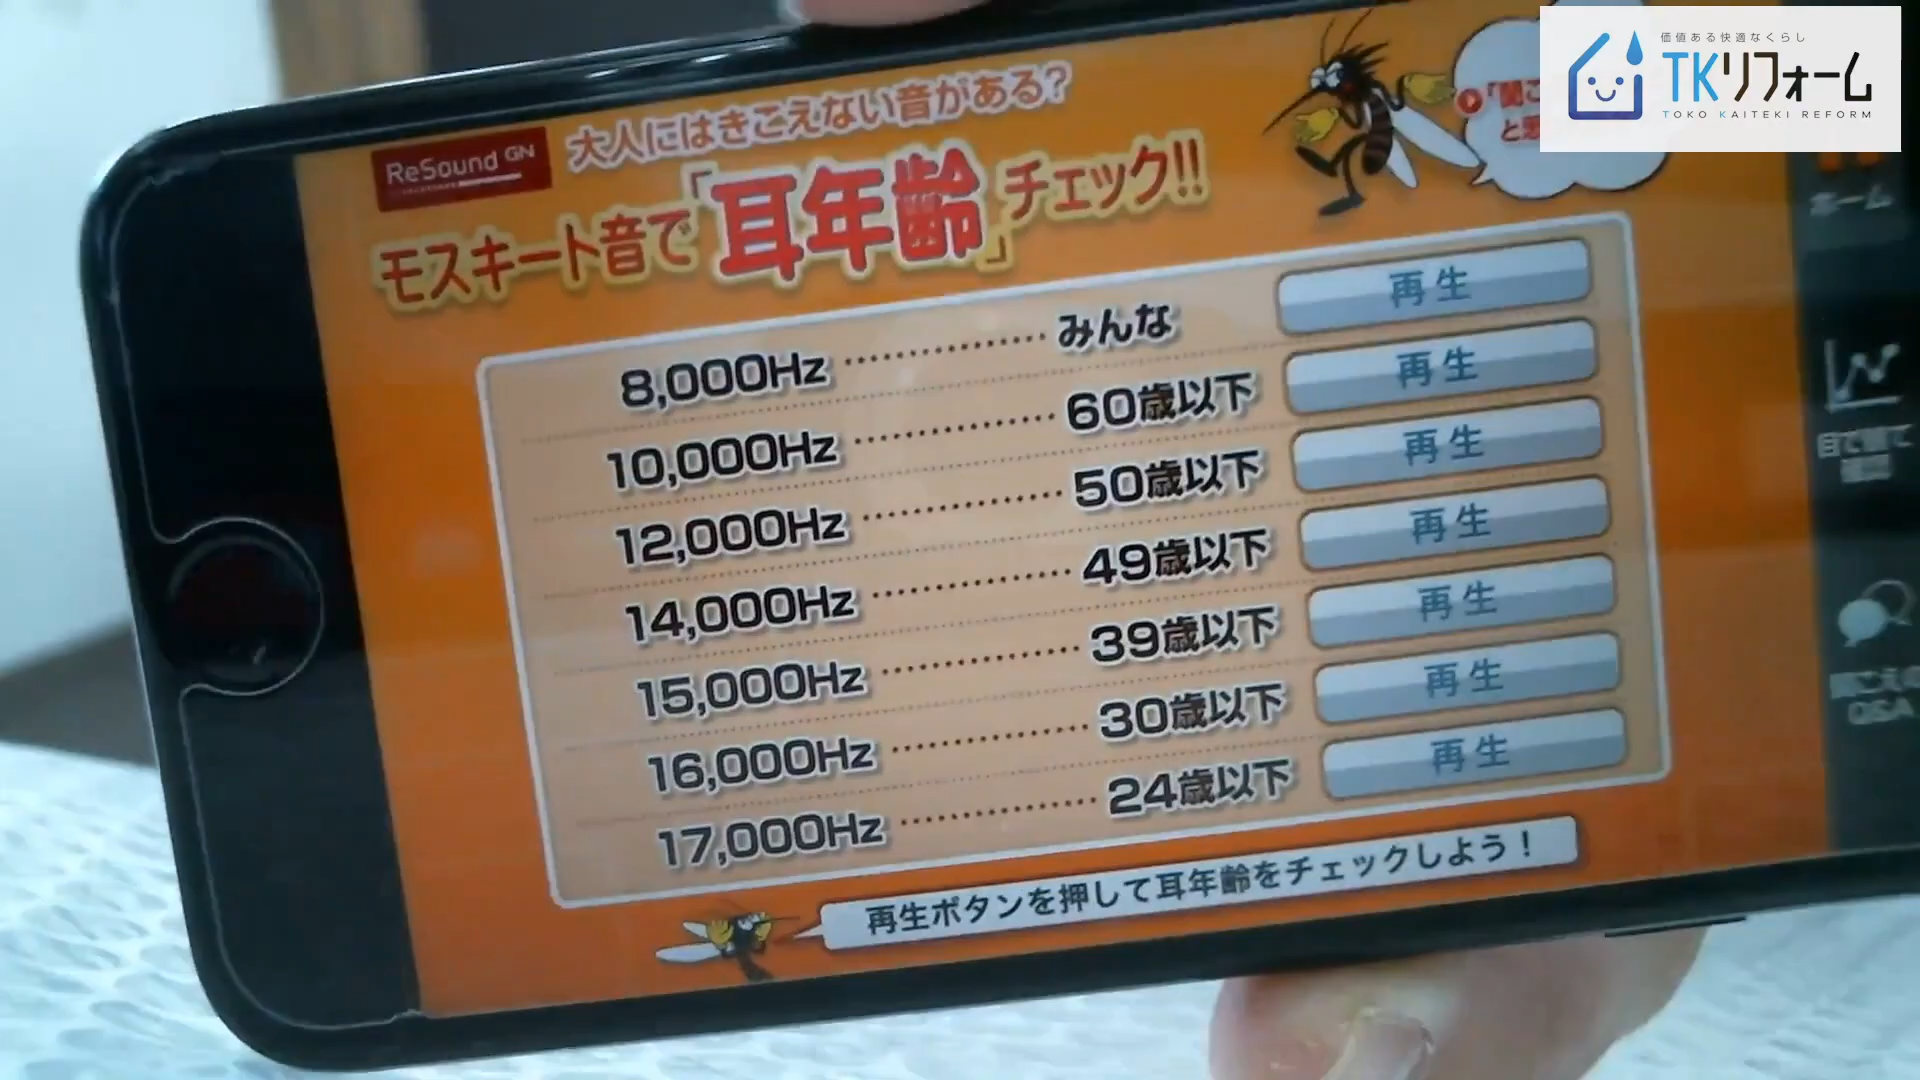 価値ある快適なくらし
TKリフォーム
TOKO KAITEKI REFORM
ReSound GN
大人にはきこえない音がある?
モスキート音で「耳年齢」チェック!!
8,000Hz みんな 再生
10,000Hz 60歳以下 再生
12,000Hz 50歳以下 再生
14,000Hz 49歳以下 再生
15,000Hz 39歳以下 再生
16,000Hz 30歳以下 再生
17,000Hz 24歳以下 再生
再生ボタンを押して耳年齢をチェックしよう!
ホーム
Q&A